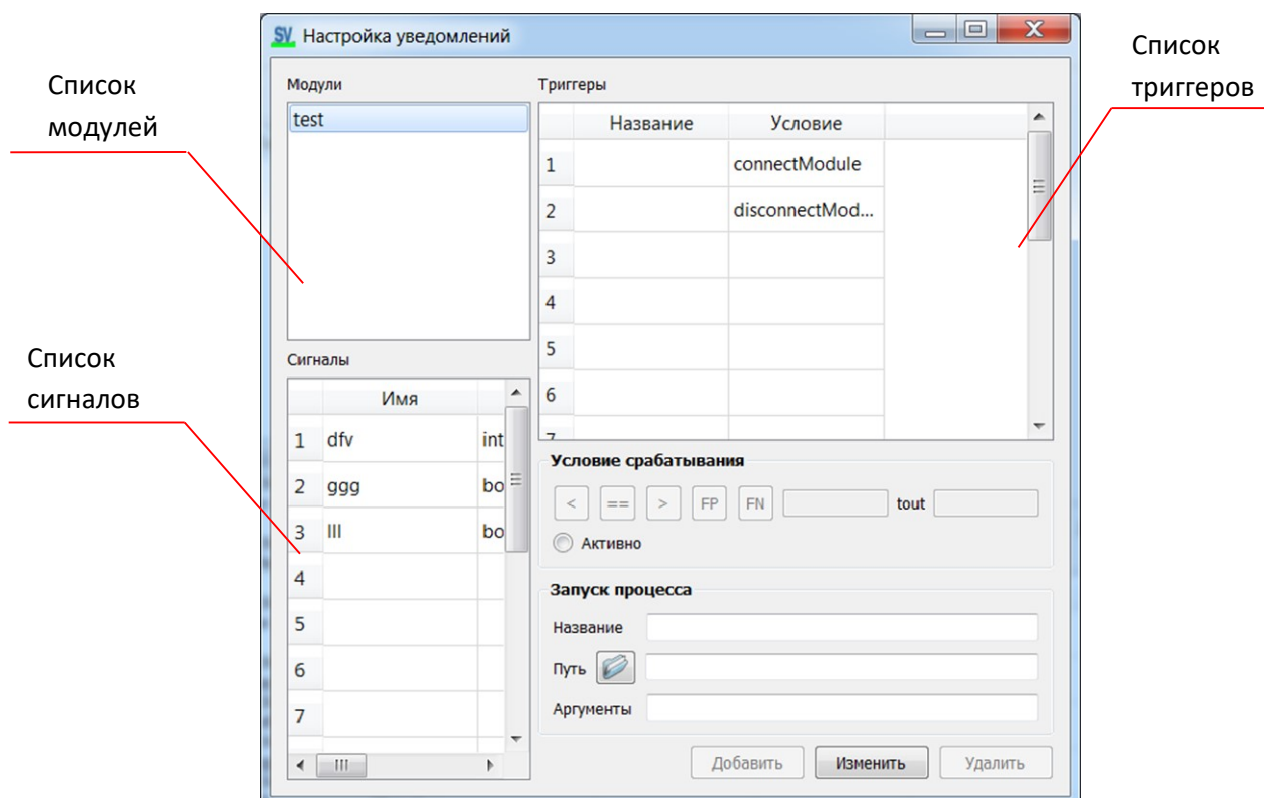 Список
модулей
Список
сигналов
SV Настройка уведомлений
Модули
test
Сигналы
Имя
1 dfv int
2 ggg bo
3 lll bo
4
5
6
7
Триггеры
Название Условие
1 connectModule
2 disconnectMod...
3
4
5
6
7
Условие срабатывания
< == > FP FN tout
Активно
Запуск процесса
Название
Путь
Аргументы
Добавить Изменить Удалить
Список
триггеров